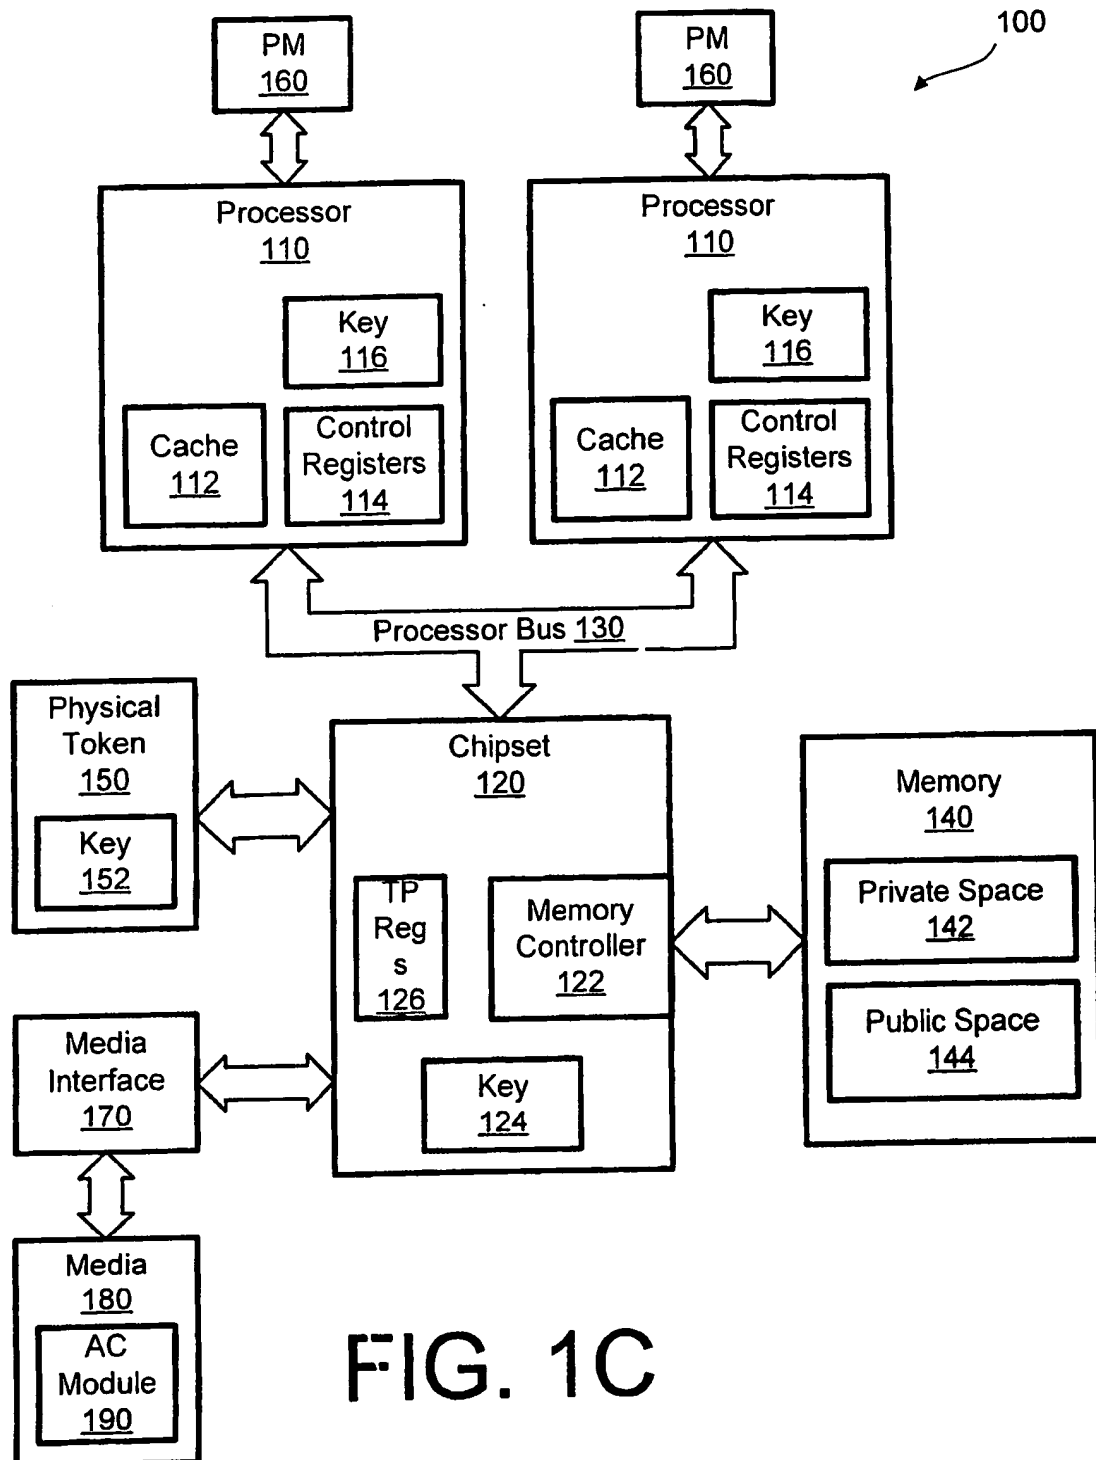 100
PM
160
PM
160
Processor
110
Key
116
Cache
112
Control
Registers
114
Processor
110
Key
116
Cache
112
Control
Registers
114
Processor Bus 130
Physical
Token
150
Key
152
Chipset
120
TP
Reg
s
126
Memory
Controller
122
Key
124
Memory
140
Private Space
142
Public Space
144
Media
Interface
170
Media
180
AC
Module
190
FIG. 1C